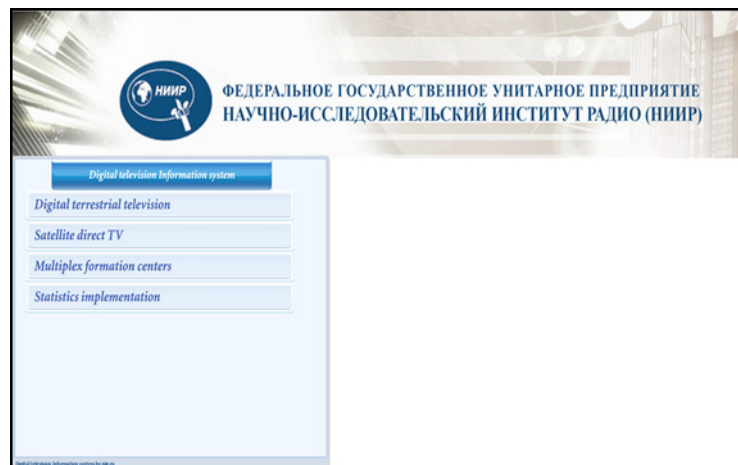 НИИР
ФЕДЕРАЛЬНОЕ ГОСУДАРСТВЕННОЕ УНИТАРНОЕ ПРЕДПРИЯТИЕ
НАУЧНО-ИССЛЕДОВАТЕЛЬСКИЙ ИНСТИТУТ РАДИО (НИИР)
Digital television Information system
Digital terrestrial television
Satellite direct TV
Multiplex formation centers
Statistics implementation